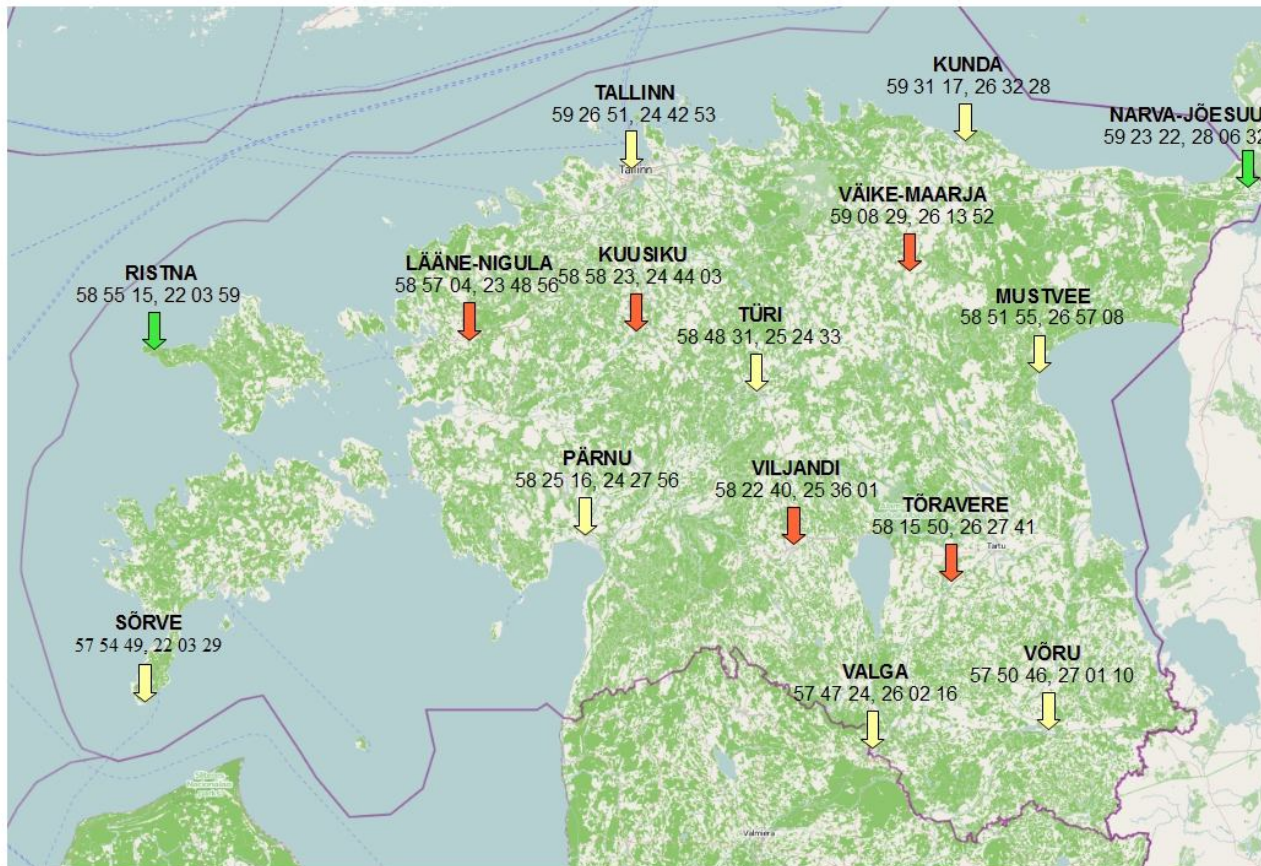 KUNDA
59 31 17, 26 32 28
TALLINN
59 26 51, 24 42 53
NARVA-JÕESUU
59 23 22, 28 06 32
Tallinn
VÄIKE-MAARJA
59 08 29, 26 13 52
KUUSIKU
58 58 23, 24 44 03
LÄÄNE-NIGULA
58 57 04, 23 48 56
RISTNA
58 55 15, 22 03 59
MUSTVEE
58 51 55, 26 57 08
TÜRI
58 48 31, 25 24 33
PÄRNU
58 25 16, 24 27 56
VILJANDI
58 22 40, 25 36 01
TÕRAVERE
58 15 50, 26 27 41
Tartu
SÕRVE
57 54 49, 22 03 29
VÕRU
57 50 46, 27 01 10
VALGA
57 47 24, 26 02 16
Valmiera